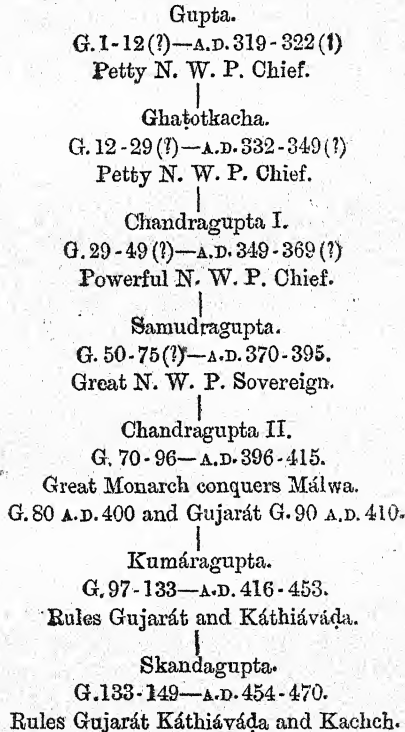 Gupta.
G. 1-12 (?)—A.D. 319-322 (?)
Petty N. W. P. Chief.
Ghaṭotkacha.
G. 12-29 (?)—A.D. 332-349 (?)
Petty N. W. P. Chief.
Chandragupta I.
G. 29-49 (?)—A.D. 349-369 (?)
Powerful N. W. P. Chief.
Samudragupta.
G. 50-75 (?)—A.D. 370-395.
Great N. W. P. Sovereign.
Chandragupta II.
G. 70-96—A.D. 396-415.
Great Monarch conquers Málwa.
G. 80 A.D. 400 and Gujarát G. 90 A.D. 410.
Kumáragupta.
G. 97-133—A.D. 416-453.
Rules Gujarát and Káthiáváḍa.
Skandagupta.
G. 133-149—A.D. 454-470.
Rules Gujarát Káthiáváḍa and Kachch.